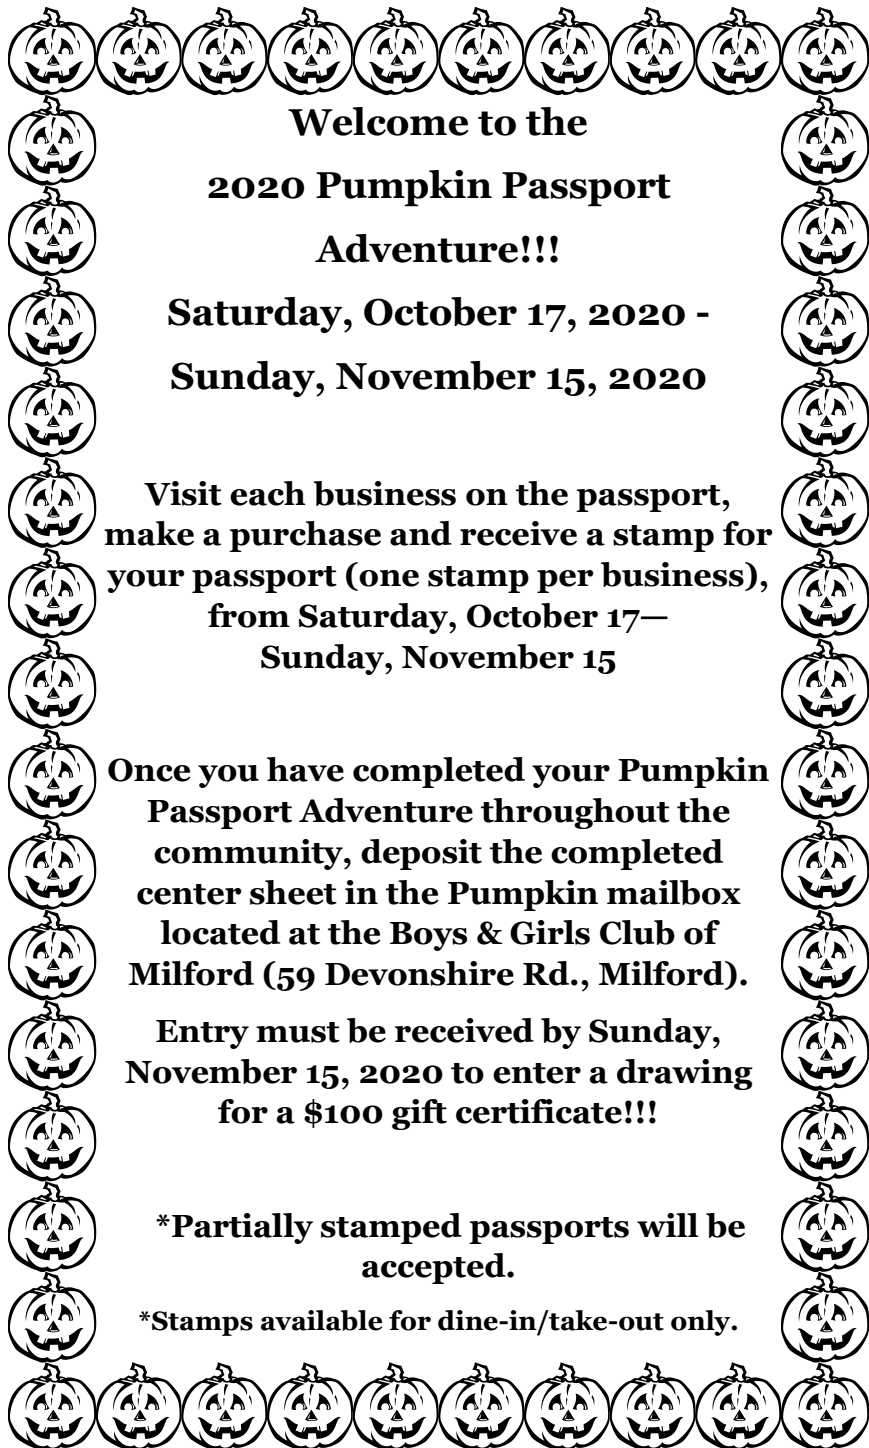 Welcome to the
2020 Pumpkin Passport
Adventure!!!
Saturday, October 17, 2020 -
Sunday, November 15, 2020
Visit each business on the passport,
make a purchase and receive a stamp for
your passport (one stamp per business),
from Saturday, October 17—
Sunday, November 15
Once you have completed your Pumpkin
Passport Adventure throughout the
community, deposit the completed
center sheet in the Pumpkin mailbox
located at the Boys & Girls Club of
Milford (59 Devonshire Rd., Milford).
Entry must be received by Sunday,
November 15, 2020 to enter a drawing
for a $100 gift certificate!!!
*Partially stamped passports will be
accepted.
*Stamps available for dine-in/take-out only.